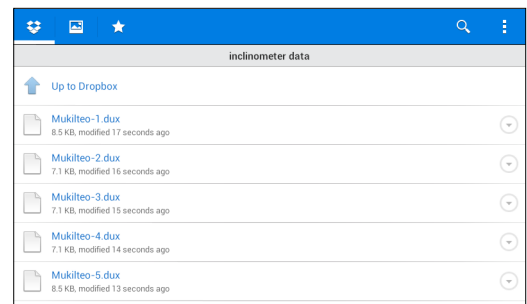 inclinometer data
Up to Dropbox
Mukilteo-1.dux
8.5 KB, modified 17 seconds ago
Mukilteo-2.dux
7.1 KB, modified 16 seconds ago
Mukilteo-3.dux
7.1 KB, modified 15 seconds ago
Mukilteo-4.dux
7.1 KB, modified 14 seconds ago
Mukilteo-5.dux
8.5 KB, modified 13 seconds ago